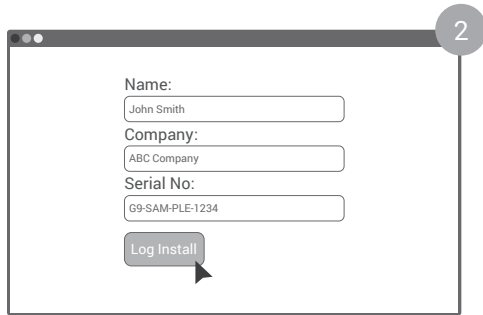 2
Name:
John Smith
Company:
ABC Company
Serial No:
G9-SAM-PLE-1234
Log Install